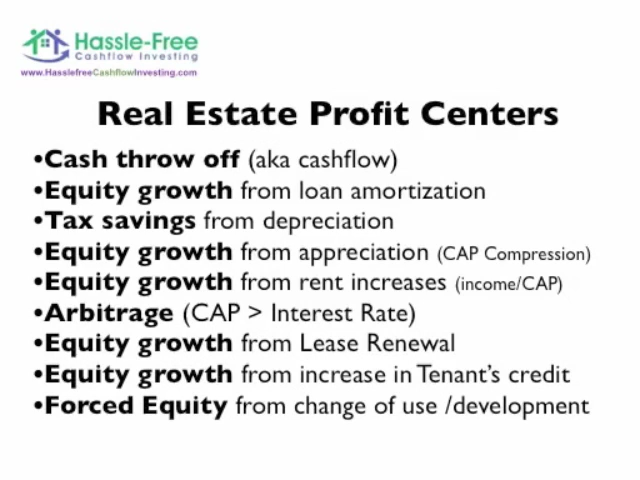 Hassle-Free
Cashflow Investing
www.HasslefreeCashflowInvesting.com
Real Estate Profit Centers
•Cash throw off (aka cashflow)
•Equity growth from loan amortization
•Tax savings from depreciation
•Equity growth from appreciation (CAP Compression)
•Equity growth from rent increases (income/CAP)
•Arbitrage (CAP > Interest Rate)
•Equity growth from Lease Renewal
•Equity growth from increase in Tenant's credit
•Forced Equity from change of use /development